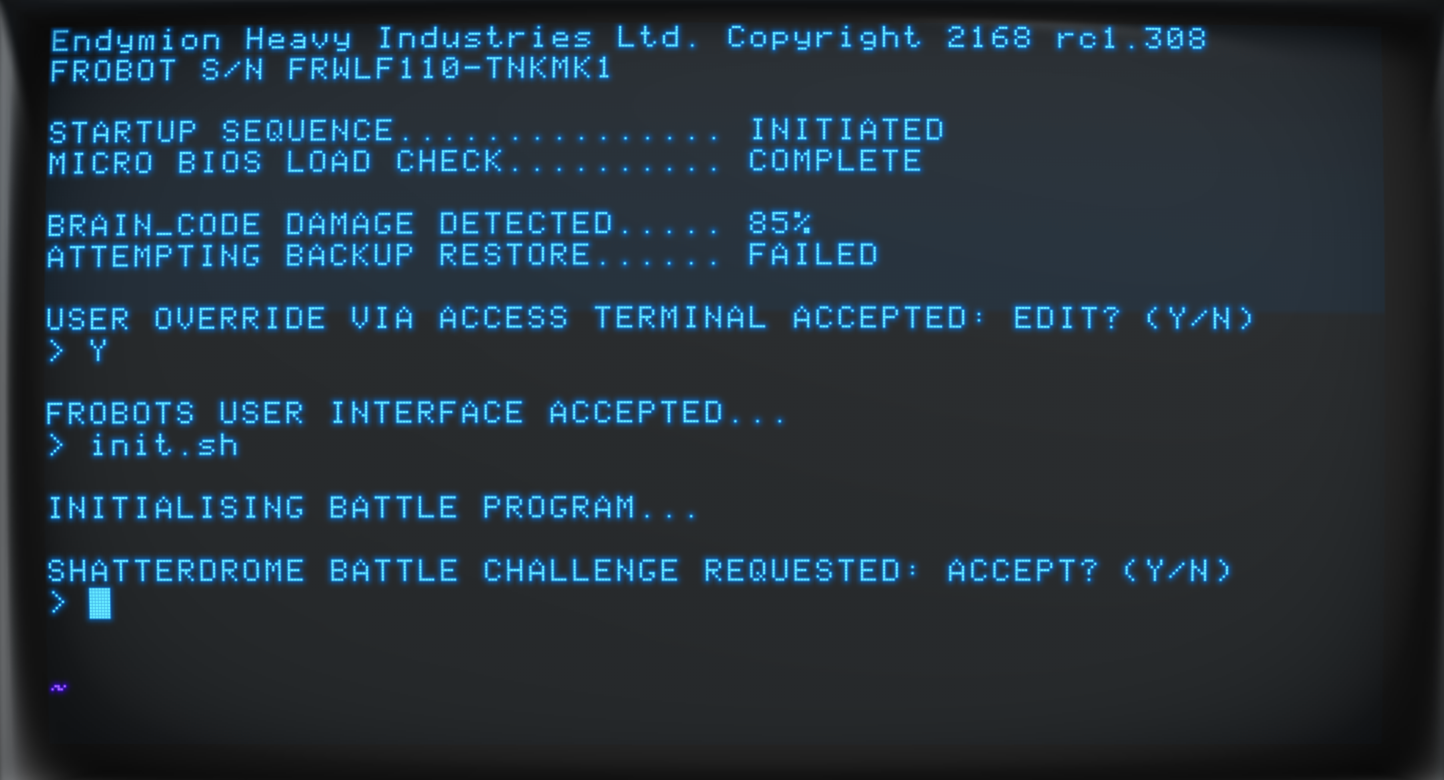 Endymion Heavy Industries Ltd. Copyright 2168 rc1.308
FROBOT S/N FRWLF110-TNKMK1
STARTUP SEQUENCE............... INITIATED
MICRO BIOS LOAD CHECK.......... COMPLETE
BRAIN_CODE DAMAGE DETECTED..... 85%
ATTEMPTING BACKUP RESTORE...... FAILED
USER OVERRIDE VIA ACCESS TERMINAL ACCEPTED: EDIT? (Y/N)
> Y
FROBOTS USER INTERFACE ACCEPTED...
> init.sh
INITIALISING BATTLE PROGRAM...
SHATTERDROME BATTLE CHALLENGE REQUESTED: ACCEPT? (Y/N)
>
~